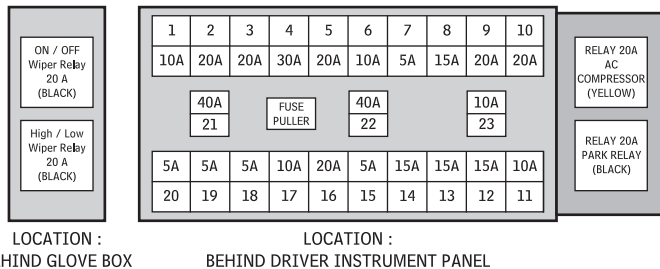 ON / OFF
Wiper Relay
20 A
(BLACK)
High / Low
Wiper Relay
20 A
(BLACK)
1 2 3 4 5 6 7 8 9 10
10A 20A 20A 30A 20A 10A 5A 15A 20A 20A
40A FUSE PULLER 40A 10A
21 22 23
5A 5A 5A 10A 20A 5A 15A 15A 15A 10A
20 19 18 17 16 15 14 13 12 11
RELAY 20A
AC
COMPRESSOR
(YELLOW)
RELAY 20A
PARK RELAY
(BLACK)
LOCATION :
HIND GLOVE BOX
LOCATION :
BEHIND DRIVER INSTRUMENT PANEL